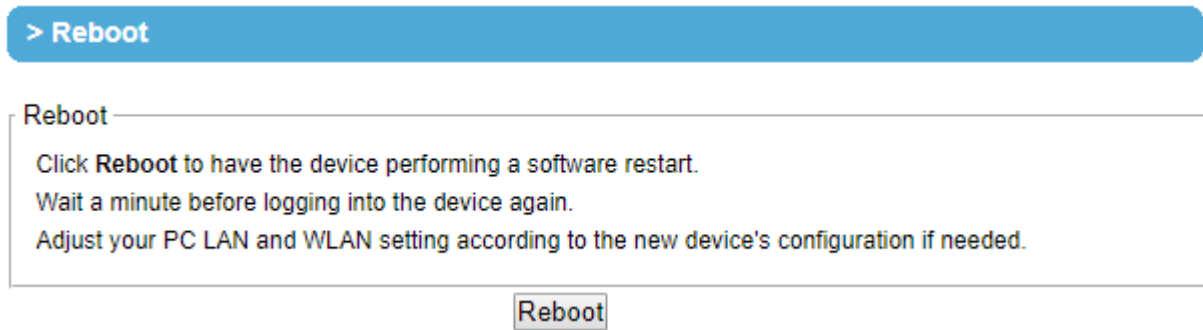 > Reboot
Reboot
Click Reboot to have the device performing a software restart.
Wait a minute before logging into the device again.
Adjust your PC LAN and WLAN setting according to the new device's configuration if needed.
Reboot